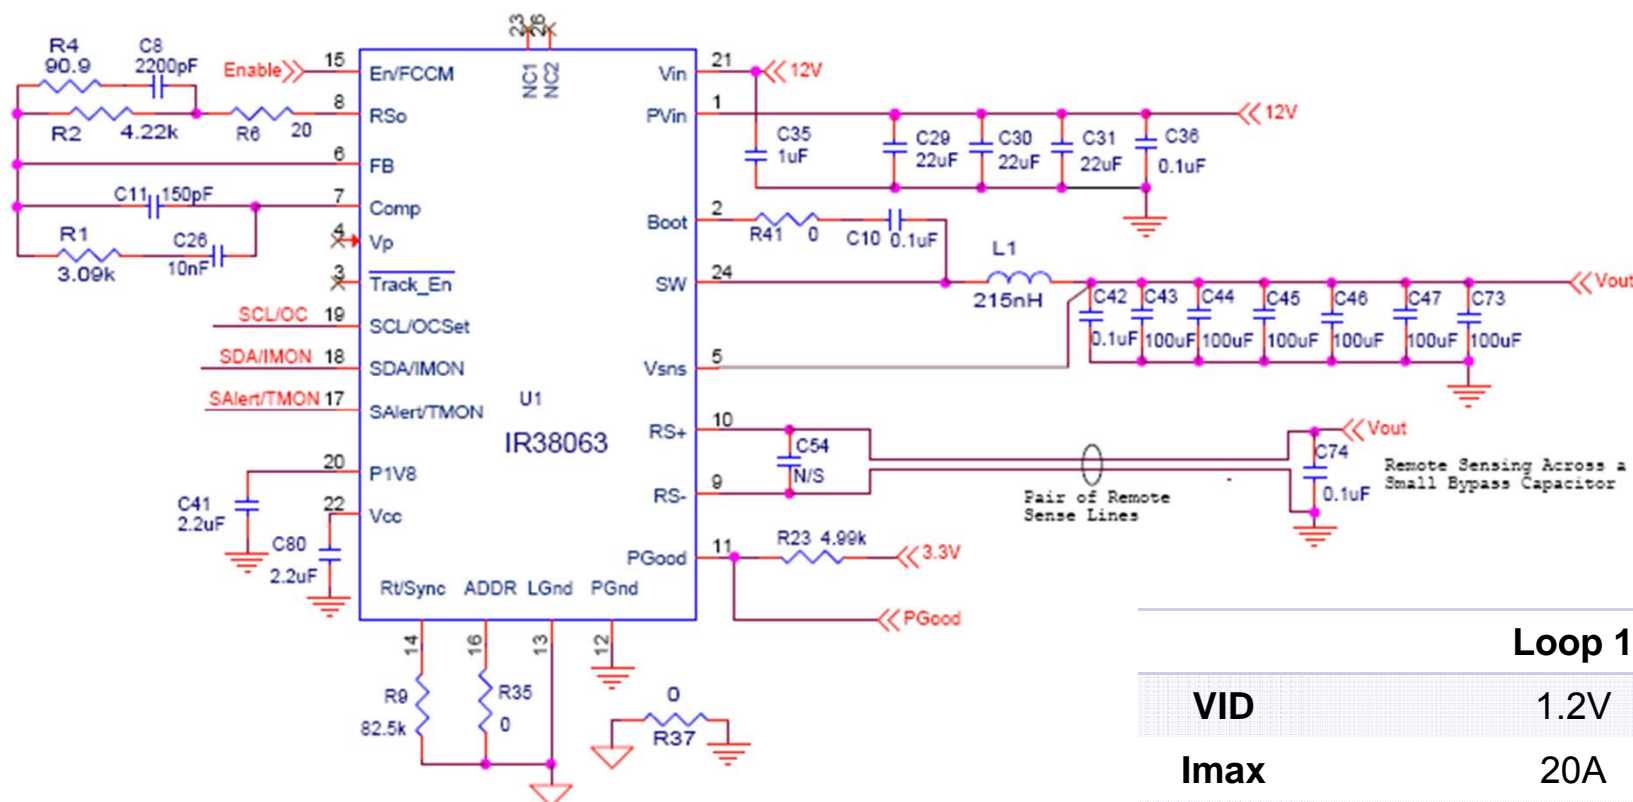 23 26
NC1 NC2
R4
90.9
C8
2200pF
R2 4.22k
R6 20
Enable 15 En/FCCM
8 RSo
6 FB
C11 150pF
7 Comp
4 Vp
R1
3.09k
C26
10nF
3 Track_En
SCL/OC 19 SCL/OCSet
SDA/IMON 18 SDA/IMON
SAlert/TMON 17 SAlert/TMON
20 P1V8
C41
2.2uF
22 Vcc
C80
2.2uF
U1
IR38063
Rt/Sync ADDR LGnd PGnd
14 16 13 12
R9
82.5k
R35
0
0
R37
Vin 21 12V
PVin 1 12V
C35
1uF
C29
22uF
C30
22uF
C31
22uF
C36
0.1uF
Boot 2
R41 0
C10 0.1uF
SW 24
L1
215nH
Vout
C42
0.1uF
C43
100uF
C44
100uF
C45
100uF
C46
100uF
C47
100uF
C73
100uF
Vsns 5
RS+ 10
C54
N/S
RS- 9
Pair of Remote
Sense Lines
Vout
C74
0.1uF
Remote Sensing Across a
Small Bypass Capacitor
PGood 11
R23 4.99k
3.3V
PGood
Loop 1
VID 1.2V
Imax 20A